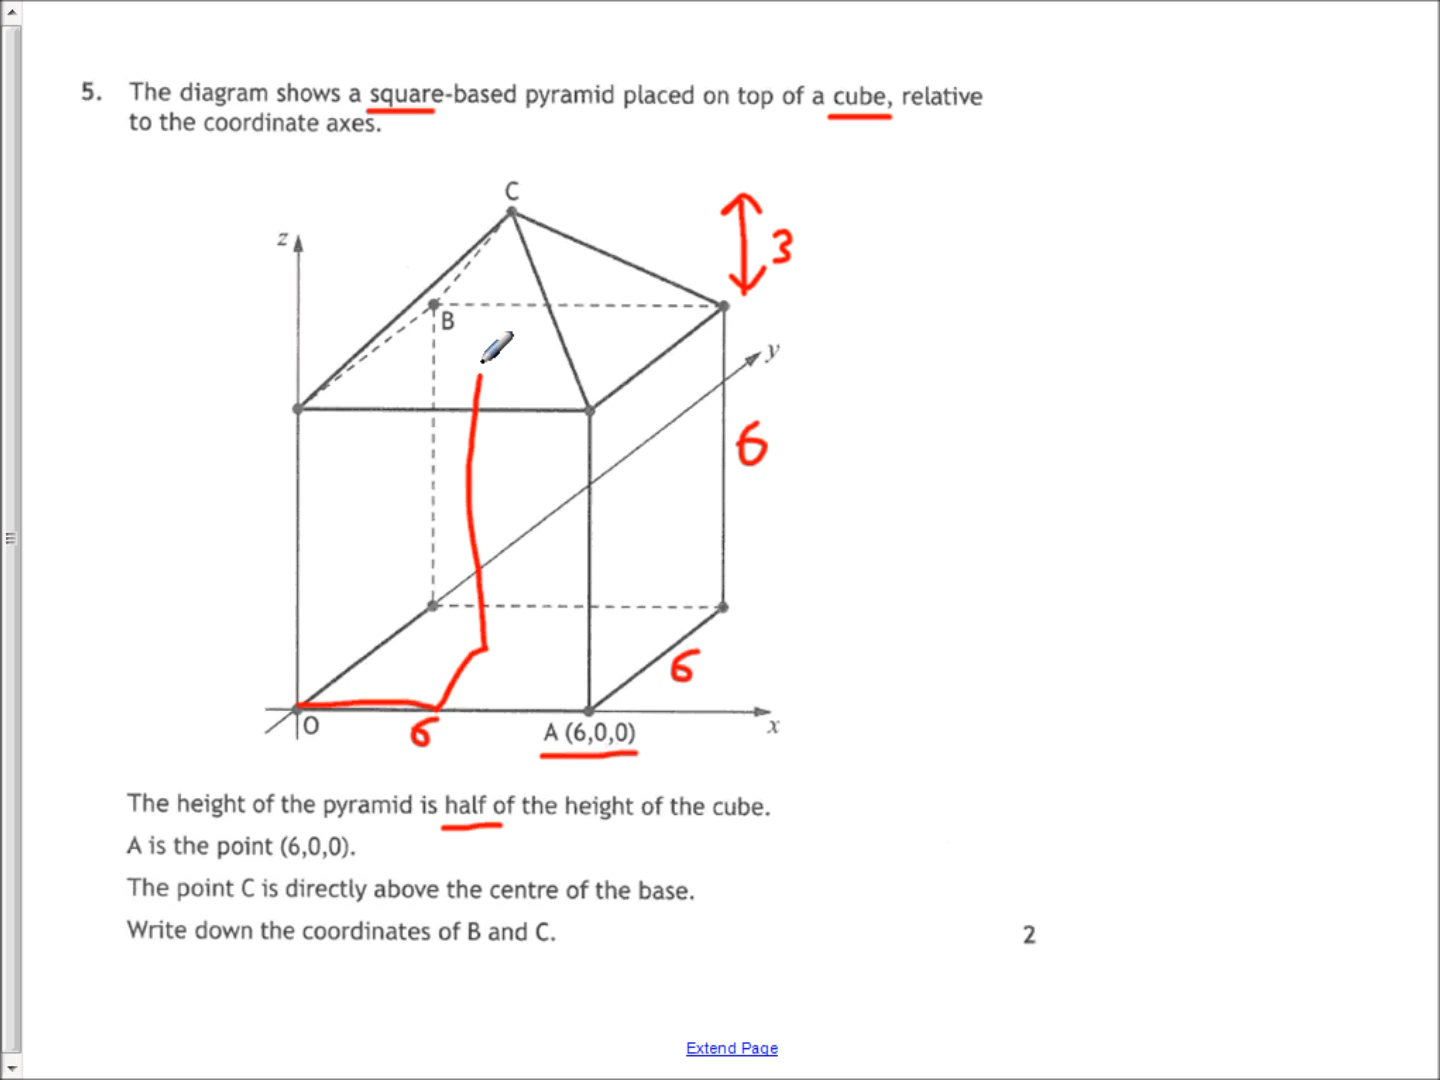 5. The diagram shows a square-based pyramid placed on top of a cube, relative
to the coordinate axes.
C
z
3
B
y
6
6
O
6
A (6,0,0)
x
The height of the pyramid is half of the height of the cube.
A is the point (6,0,0).
The point C is directly above the centre of the base.
Write down the coordinates of B and C.
2
Extend Page